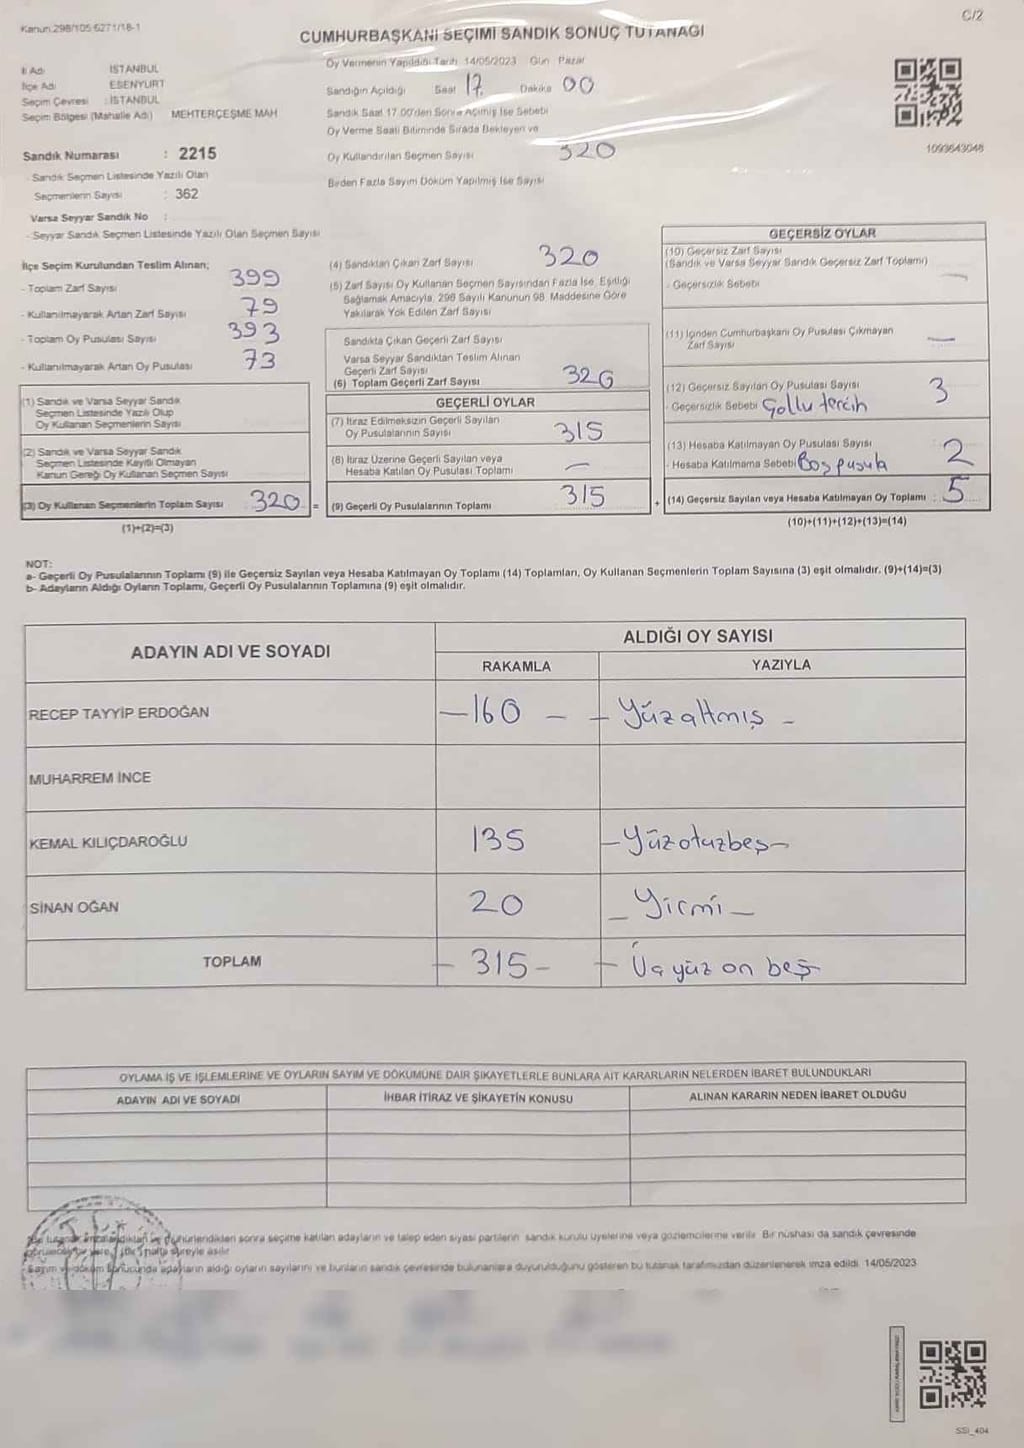 Kanun:298/105 6271/18-1
C/2
CUMHURBAŞKANI SEÇİMİ SANDIK SONUÇ TUTANAĞI
İl Adı : İSTANBUL
İlçe Adı : ESENYURT
Seçim Çevresi : İSTANBUL
Seçim Bölgesi (Mahalle Adı) : MEHTERÇEŞME MAH
Oy Vermenin Yapıldığı Tarih 14/05/2023 Gün Pazar
Sandığın Açıldığı Saat 17 Dakika 00
Sandık Saat 17.00'den Sonra Açılmış İse Sebebi
Oy Verme Saati Bitiminde Sırada Bekleyen ve
Oy Kullandırılan Seçmen Sayısı 320
Birden Fazla Sayım Döküm Yapılmış İse Sayısı
1093643048
Sandık Numarası : 2215
- Sandık Seçmen Listesinde Yazılı Olan
Seçmenlerin Sayısı : 362
Varsa Seyyar Sandık No :
- Seyyar Sandık Seçmen Listesinde Yazılı Olan Seçmen Sayısı
İlçe Seçim Kurulundan Teslim Alınan;
- Toplam Zarf Sayısı 399
- Kullanılmayarak Artan Zarf Sayısı 79
- Toplam Oy Pusulası Sayısı 393
- Kullanılmayarak Artan Oy Pusulası 73
(1) Sandık ve Varsa Seyyar Sandık
Seçmen Listesinde Yazılı Olup
Oy Kullanan Seçmenlerin Sayısı
(2) Sandık ve Varsa Seyyar Sandık
Seçmen Listesinde Kayıtlı Olmayan
Kanun Gereği Oy Kullanan Seçmen Sayısı
(3) Oy Kullanan Seçmenlerin Toplam Sayısı 320 =
(1)+(2)=(3)
(4) Sandıktan Çıkan Zarf Sayısı 320
(5) Zarf Sayısı Oy Kullanan Seçmen Sayısından Fazla İse, Eşitliği
Sağlamak Amacıyla, 298 Sayılı Kanunun 98. Maddesine Göre
Yakılarak Yok Edilen Zarf Sayısı
Sandıkta Çıkan Geçerli Zarf Sayısı
Varsa Seyyar Sandıktan Teslim Alınan
Geçerli Zarf Sayısı
(6) Toplam Geçerli Zarf Sayısı 320
GEÇERLİ OYLAR
(7) İtiraz Edilmeksizin Geçerli Sayılan
Oy Pusulalarının Sayısı 315
(8) İtiraz Üzerine Geçerli Sayılan veya
Hesaba Katılan Oy Pusulası Toplamı —
(9) Geçerli Oy Pusulalarının Toplamı 315 +
GEÇERSİZ OYLAR
(10) Geçersiz Zarf Sayısı
(Sandık ve Varsa Seyyar Sandık Geçersiz Zarf Toplamı)
- Geçersizlik Sebebi —
(11) İçinden Cumhurbaşkanı Oy Pusulası Çıkmayan
Zarf Sayısı —
(12) Geçersiz Sayılan Oy Pusulası Sayısı 3
- Geçersizlik Sebebi Çollu tercih
(13) Hesaba Katılmayan Oy Pusulası Sayısı 2
- Hesaba Katılmama Sebebi Boş pusula
(14) Geçersiz Sayılan veya Hesaba Katılmayan Oy Toplamı : 5
(10)+(11)+(12)+(13)=(14)
NOT:
a- Geçerli Oy Pusulalarının Toplamı (9) ile Geçersiz Sayılan veya Hesaba Katılmayan Oy Toplamı (14) Toplamları, Oy Kullanan Seçmenlerin Toplam Sayısına (3) eşit olmalıdır. (9)+(14)=(3)
b- Adayların Aldığı Oyların Toplamı, Geçerli Oy Pusulalarının Toplamına (9) eşit olmalıdır.
ADAYIN ADI VE SOYADI
ALDIĞI OY SAYISI
RAKAMLA YAZIYLA
RECEP TAYYİP ERDOĞAN —160 — — Yüzaltmış —
MUHARREM İNCE
KEMAL KILIÇDAROĞLU 135 —Yüzotuzbeş—
SİNAN OĞAN 20 — Yirmi —
TOPLAM — 315 — — Üçyüz on beş
OYLAMA İŞ VE İŞLEMLERİNE VE OYLARIN SAYIM VE DÖKÜMÜNE DAİR ŞİKAYETLERLE BUNLARA AİT KARARLARIN NELERDEN İBARET BULUNDUKLARI
ADAYIN ADI VE SOYADI İHBAR İTİRAZ VE ŞİKAYETİN KONUSU ALINAN KARARIN NEDEN İBARET OLDUĞU
mühürlendikten sonra seçime katılan adayların ve talep eden siyasi partilerin sandık kurulu üyelerine veya gözlemcilerine verilir. Bir nüshası da sandık çevresinde
bir hafta süreyle asılır
Sayım ve döküm sonucunda adayların aldığı oyların sayılarını ve bunların sandık çevresinde bulunanlara duyurulduğunu gösteren bu tutanak tarafımızdan düzenlenerek imza edildi. 14/05/2023
SSİ_404